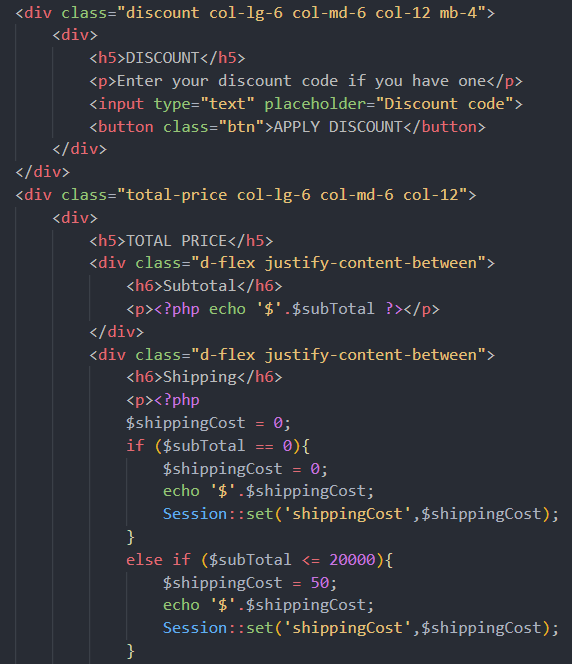 <div class="discount col-lg-6 col-md-6 col-12 mb-4">
    <div>
        <h5>DISCOUNT</h5>
        <p>Enter your discount code if you have one</p>
        <input type="text" placeholder="Discount code">
        <button class="btn">APPLY DISCOUNT</button>
    </div>
</div>
<div class="total-price col-lg-6 col-md-6 col-12">
    <div>
        <h5>TOTAL PRICE</h5>
        <div class="d-flex justify-content-between">
            <h6>Subtotal</h6>
            <p><?php echo '$'.$subTotal ?></p>
        </div>
        <div class="d-flex justify-content-between">
            <h6>Shipping</h6>
            <p><?php
            $shippingCost = 0;
            if ($subTotal == 0){
                $shippingCost = 0;
                echo '$'.$shippingCost;
                Session::set('shippingCost',$shippingCost);
            }
            else if ($subTotal <= 20000){
                $shippingCost = 50;
                echo '$'.$shippingCost;
                Session::set('shippingCost',$shippingCost);
            }